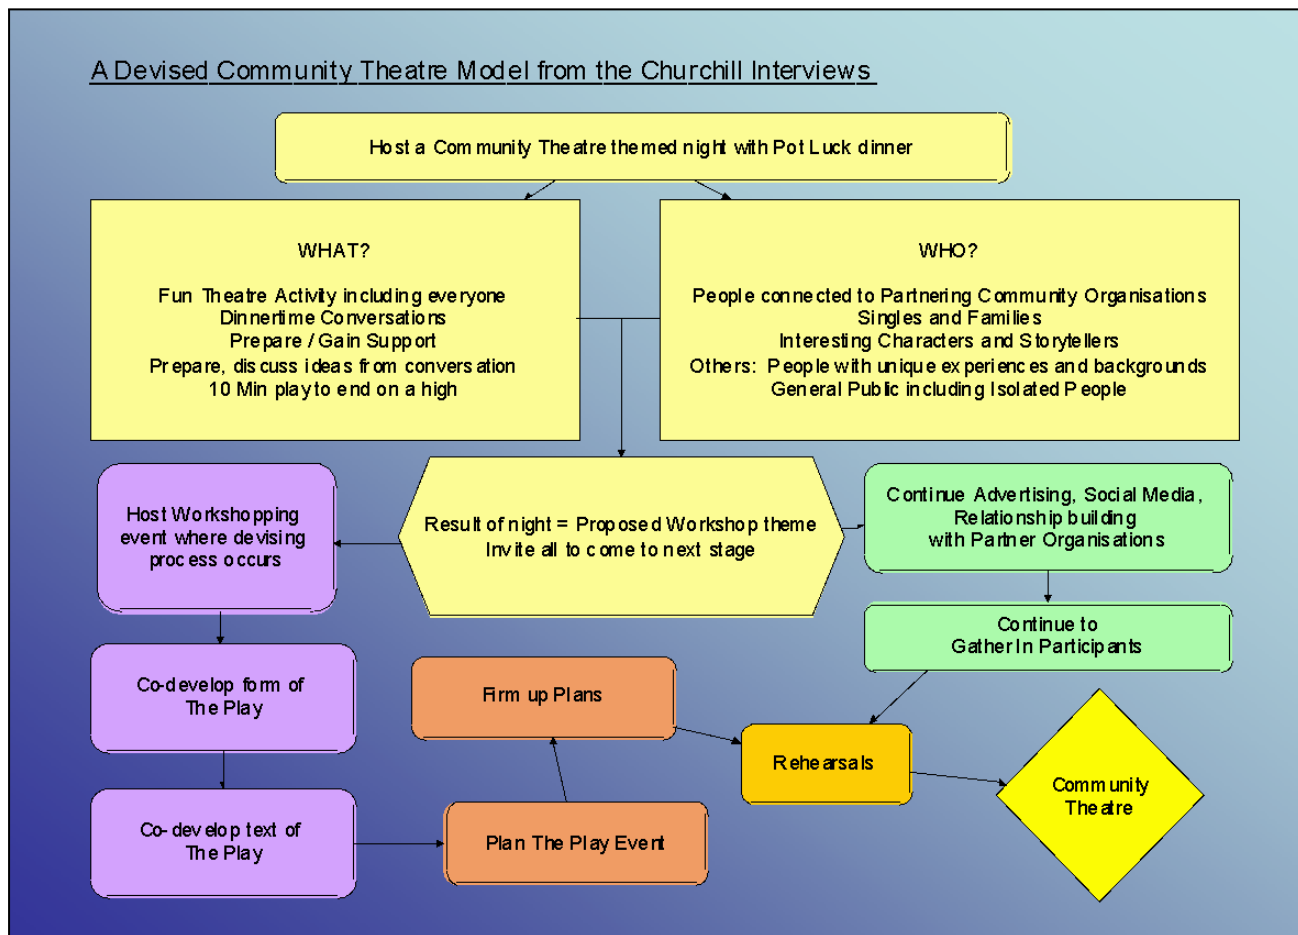 A Devised Community Theatre Model from the Churchill Interviews
Host a Community Theatre themed night with Pot Luck dinner
WHAT?
Fun Theatre Activity including everyone
Dinnertime Conversations
Prepare / Gain Support
Prepare, discuss ideas from conversation
10 Min play to end on a high
WHO?
People connected to Partnering Community Organisations
Singles and Families
Interesting Characters and Storytellers
Others: People with unique experiences and backgrounds
General Public including Isolated People
Host Workshopping
event where devising
process occurs
Result of night = Proposed Workshop theme
Invite all to come to next stage
Continue Advertising, Social Media,
Relationship building
with Partner Organisations
Continue to
Gather In Participants
Co-develop form of
The Play
Firm up Plans
Rehearsals
Community
Theatre
Co-develop text of
The Play
Plan The Play Event